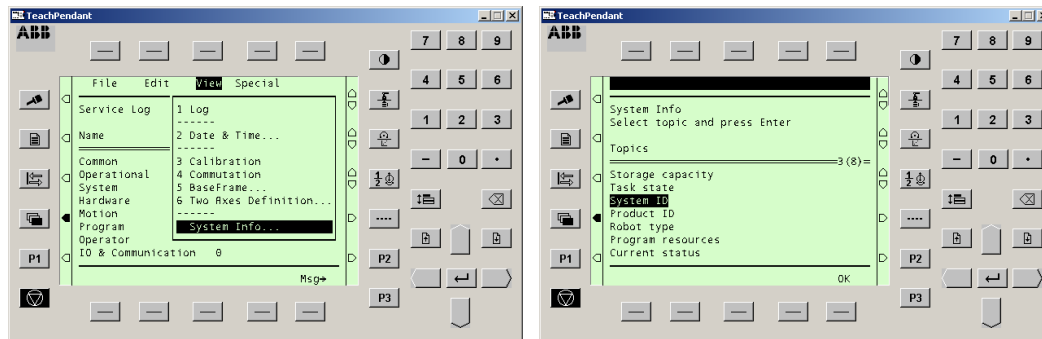 TeachPendant
ABB
7 8 9
File Edit View Special
4 5 6
Service Log 1 Log
------
1 2 3
Name 2 Date & Time...
------
Common 3 Calibration
- 0 .
Operational 4 Commutation
System 5 BaseFrame...
Hardware 6 Two Axes Definition...
Motion ------
Program System Info...
Operator
IO & Communication 0
P1 P2
Msg→
P3
TeachPendant
ABB
7 8 9
4 5 6
System Info
Select topic and press Enter
1 2 3
Topics
3(8)
- 0 .
Storage capacity
Task state
System ID
Product ID
Robot type
Program resources
Current status
P1 P2
OK
P3